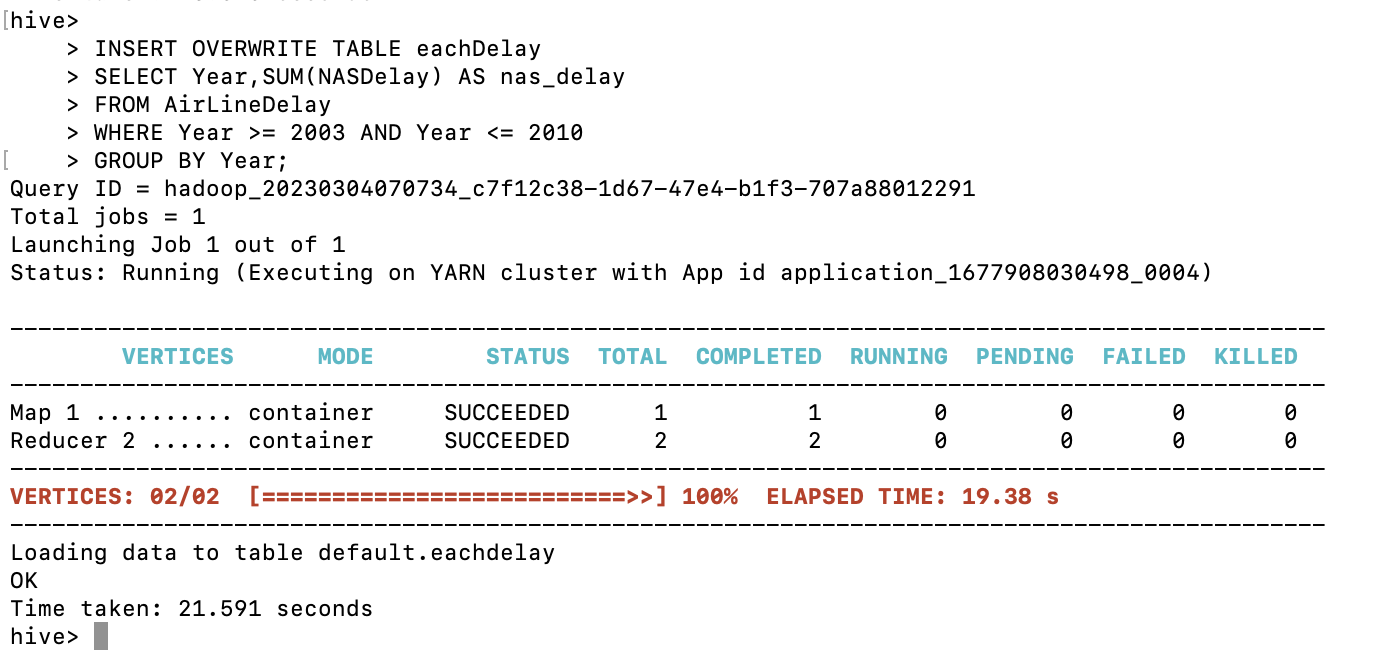 hive>
    > INSERT OVERWRITE TABLE eachDelay
    > SELECT Year,SUM(NASDelay) AS nas_delay
    > FROM AirLineDelay
    > WHERE Year >= 2003 AND Year <= 2010
    > GROUP BY Year;
Query ID = hadoop_20230304070734_c7f12c38-1d67-47e4-b1f3-707a88012291
Total jobs = 1
Launching Job 1 out of 1
Status: Running (Executing on YARN cluster with App id application_1677908030498_0004)
----------------------------------------------------------------------------------------------
        VERTICES      MODE        STATUS  TOTAL  COMPLETED  RUNNING  PENDING  FAILED  KILLED
----------------------------------------------------------------------------------------------
Map 1 .......... container     SUCCEEDED      1          1        0        0       0       0
Reducer 2 ...... container     SUCCEEDED      2          2        0        0       0       0
----------------------------------------------------------------------------------------------
VERTICES: 02/02  [==========================>>] 100%  ELAPSED TIME: 19.38 s
----------------------------------------------------------------------------------------------
Loading data to table default.eachdelay
OK
Time taken: 21.591 seconds
hive>